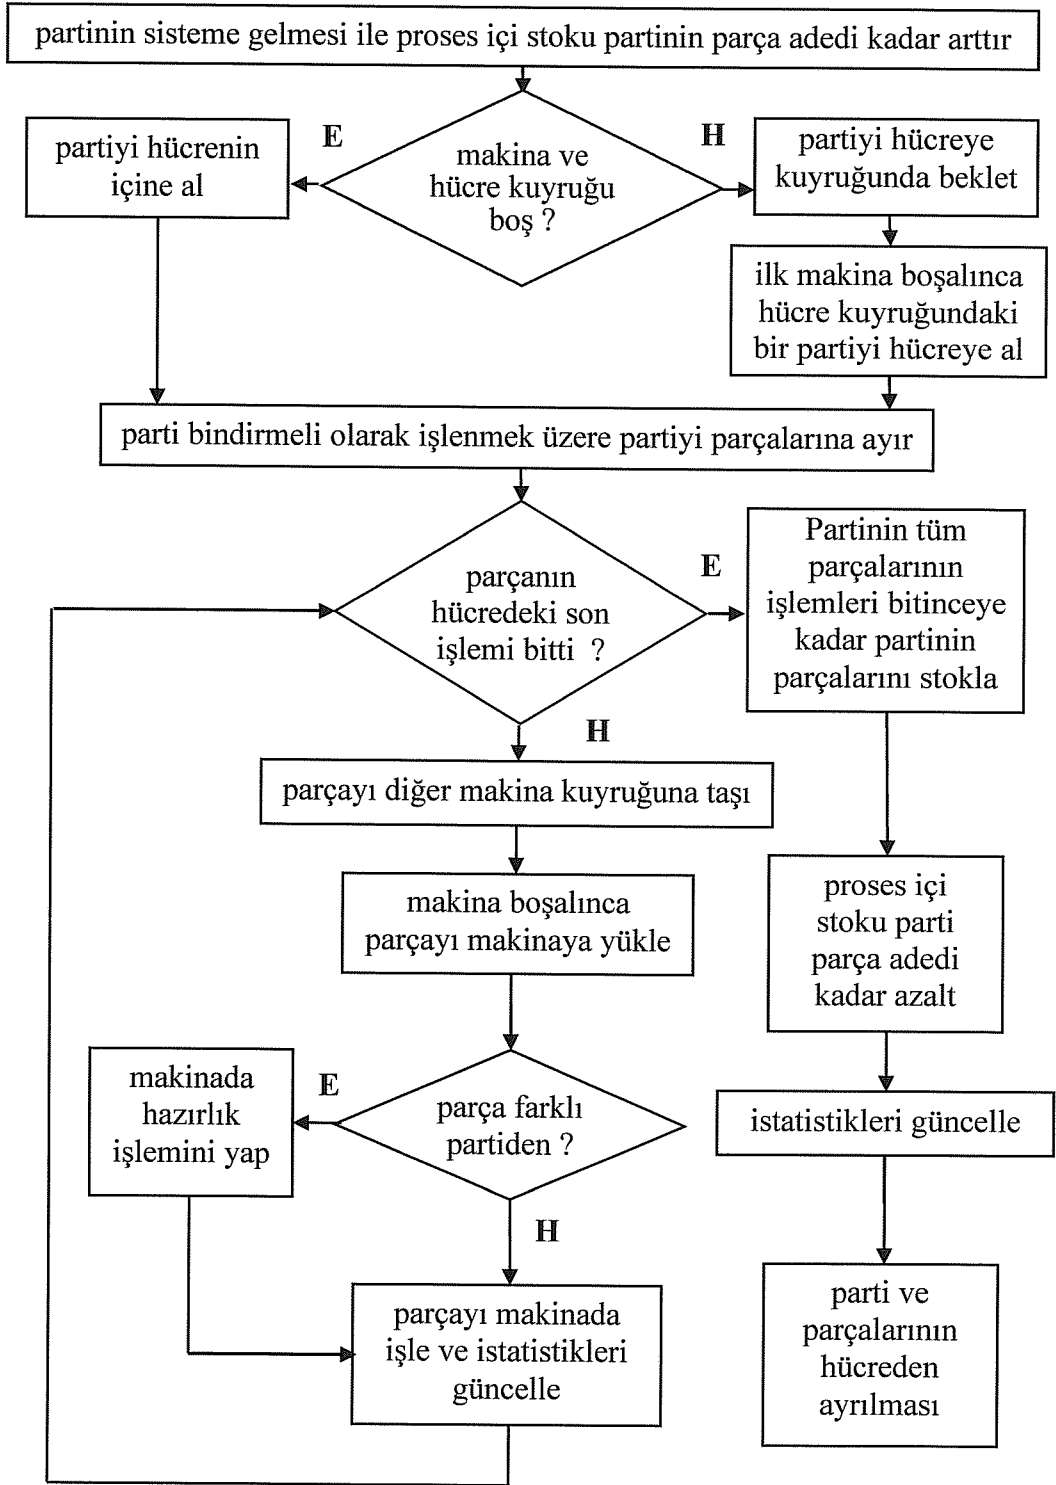 partinin sisteme gelmesi ile proses içi stoku partinin parça adedi kadar arttır
partiyi hücrenin
içine al
E
makina ve
hücre kuyruğu
boş ?
H
partiyi hücreye
kuyruğunda beklet
ilk makina boşalınca
hücre kuyruğundaki
bir partiyi hücreye al
parti bindirmeli olarak işlenmek üzere partiyi parçalarına ayır
parçanın
hücredeki son
işlemi bitti ?
E
Partinin tüm
parçalarının
işlemleri bitinceye
kadar partinin
parçalarını stokla
H
parçayı diğer makina kuyruğuna taşı
makina boşalınca
parçayı makinaya yükle
proses içi
stoku parti
parça adedi
kadar azalt
makinada
hazırlık
işlemini yap
E
parça farklı
partiden ?
istatistikleri güncelle
H
parçayı makinada
işle ve istatistikleri
güncelle
parti ve
parçalarının
hücreden
ayrılması